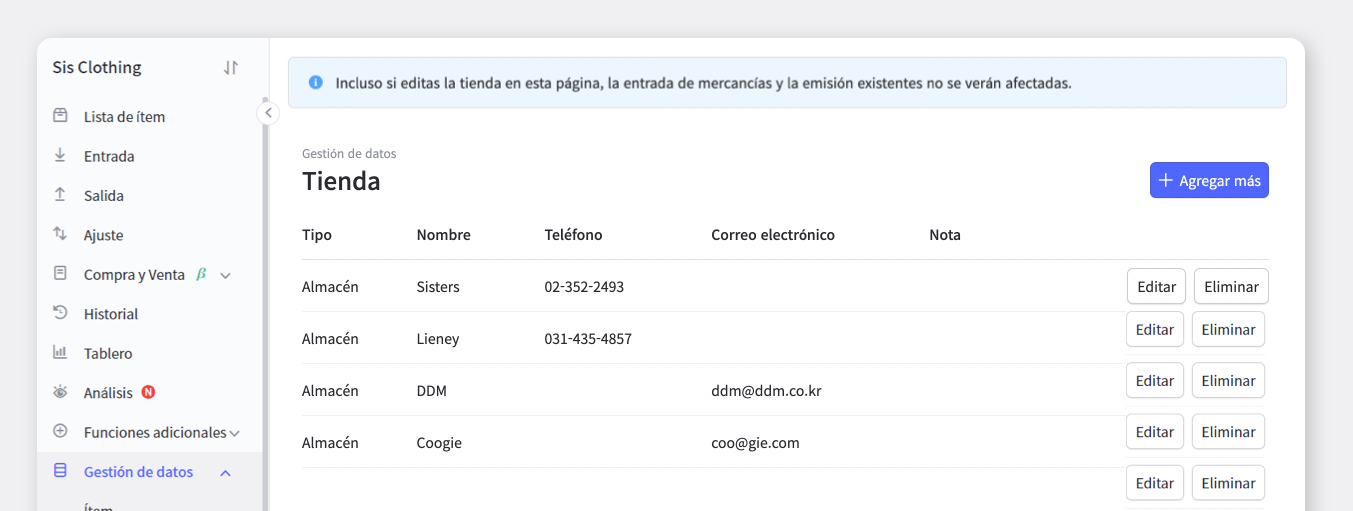 Sis Clothing
Lista de ítem
Entrada
Salida
Ajuste
Compra y Venta β
Historial
Tablero
Análisis N
Funciones adicionales
Gestión de datos
Ítem
Incluso si editas la tienda en esta página, la entrada de mercancías y la emisión existentes no se verán afectadas.
Gestión de datos
Tienda
+ Agregar más
Tipo Nombre Teléfono Correo electrónico Nota
Almacén Sisters 02-352-2493 Editar Eliminar
Almacén Lieney 031-435-4857 Editar Eliminar
Almacén DDM ddm@ddm.co.kr Editar Eliminar
Almacén Coogie coo@gie.com Editar Eliminar
Editar Eliminar